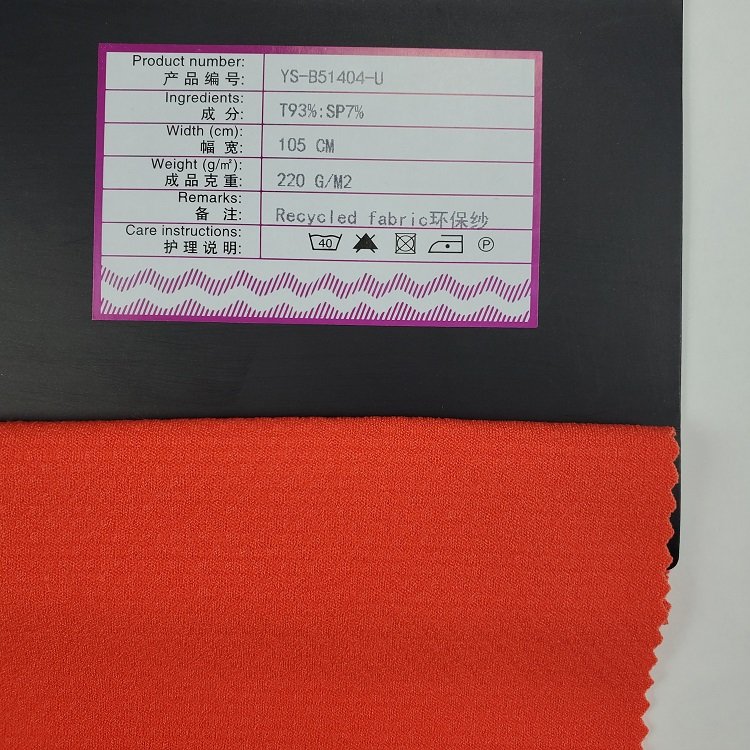 Product number:
产品编号: YS-B51404-U
Ingredients:
成 分: T93%:SP7%
Width (cm):
幅 宽: 105 CM
Weight (g/㎡):
成品克重: 220 G/M2
Remarks:
备 注: Recycled fabric环保纱
Care instructions:
护理说明: 40 P